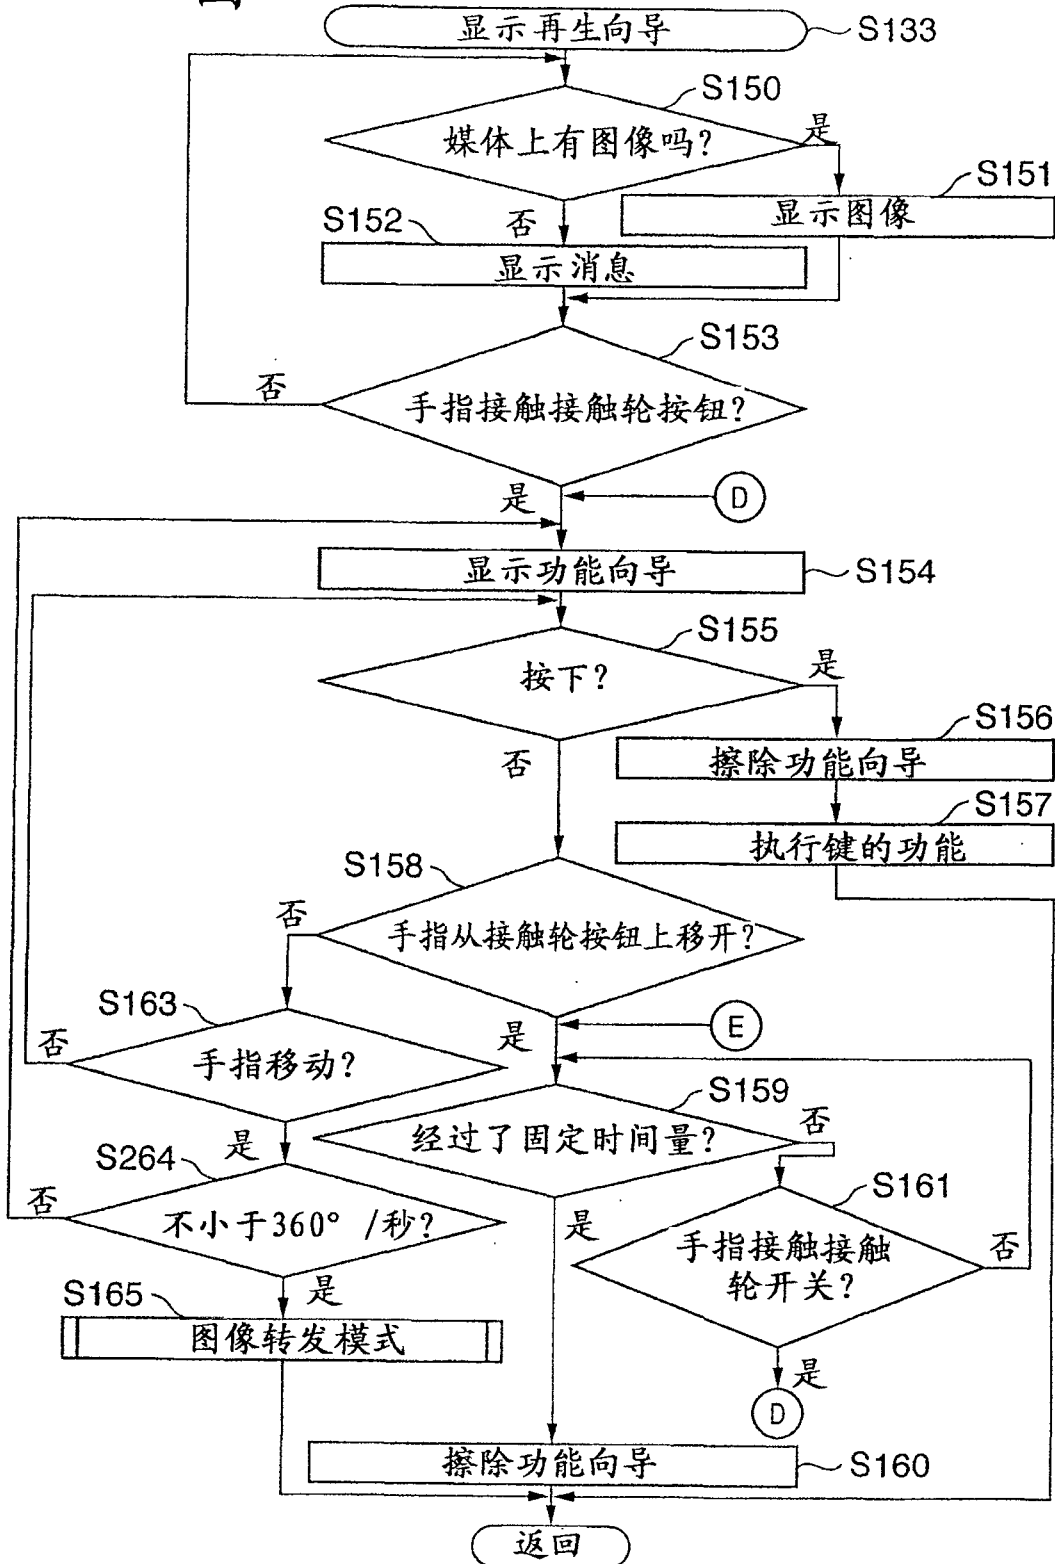 显示再生向导
S133
S150
媒体上有图像吗？
是
S151
显示图像
S152
否
显示消息
S153
否
手指接触接触轮按钮？
是
D
显示功能向导
S154
S155
按下？
是
否
S156
擦除功能向导
S157
执行键的功能
S158
否
手指从接触轮按钮上移开？
S163
是
E
否
手指移动？
S159
否
是
经过了固定时间量？
S264
S161
否
不小于360° /秒？
是
手指接触接触
轮开关？
否
S165
是
图像转发模式
是
D
擦除功能向导
S160
返回